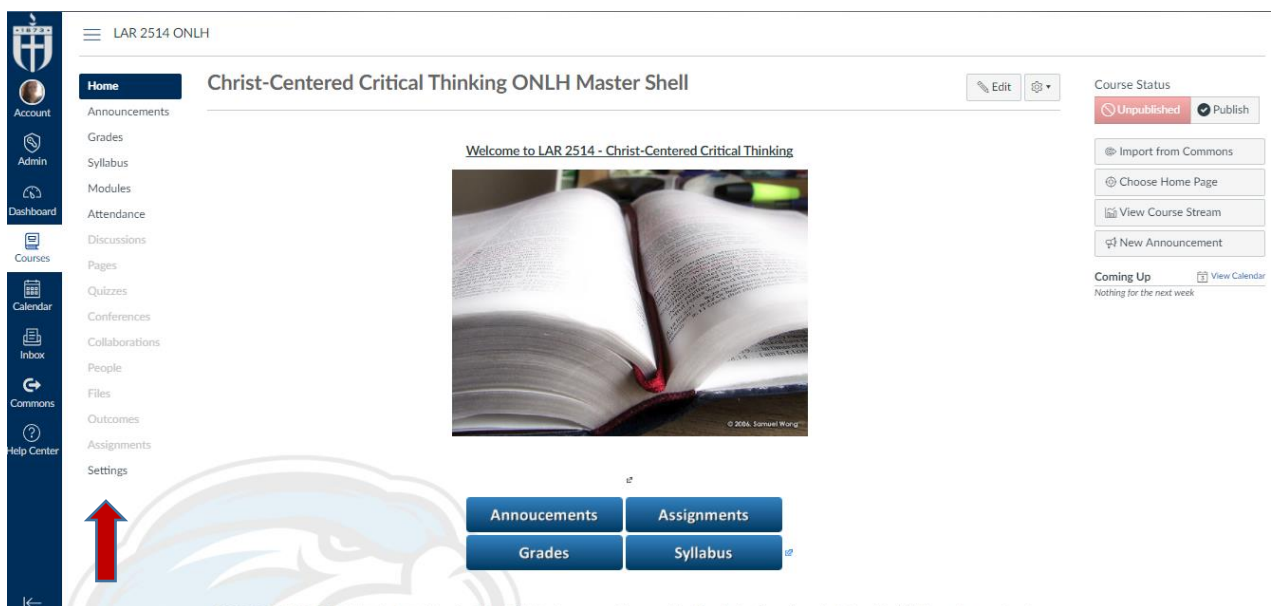 LAR 2514 ONLH
-1873-
Account
Admin
Dashboard
Courses
Calendar
Inbox
Commons
Help Center
Home
Announcements
Grades
Syllabus
Modules
Attendance
Discussions
Pages
Quizzes
Conferences
Collaborations
People
Files
Outcomes
Assignments
Settings
Christ-Centered Critical Thinking ONLH Master Shell
Edit
Welcome to LAR 2514 - Christ-Centered Critical Thinking
© 2006, Samuel Wong
Annoucements
Assignments
Grades
Syllabus
Course Status
Unpublished
Publish
Import from Commons
Choose Home Page
View Course Stream
New Announcement
Coming Up
View Calendar
Nothing for the next week